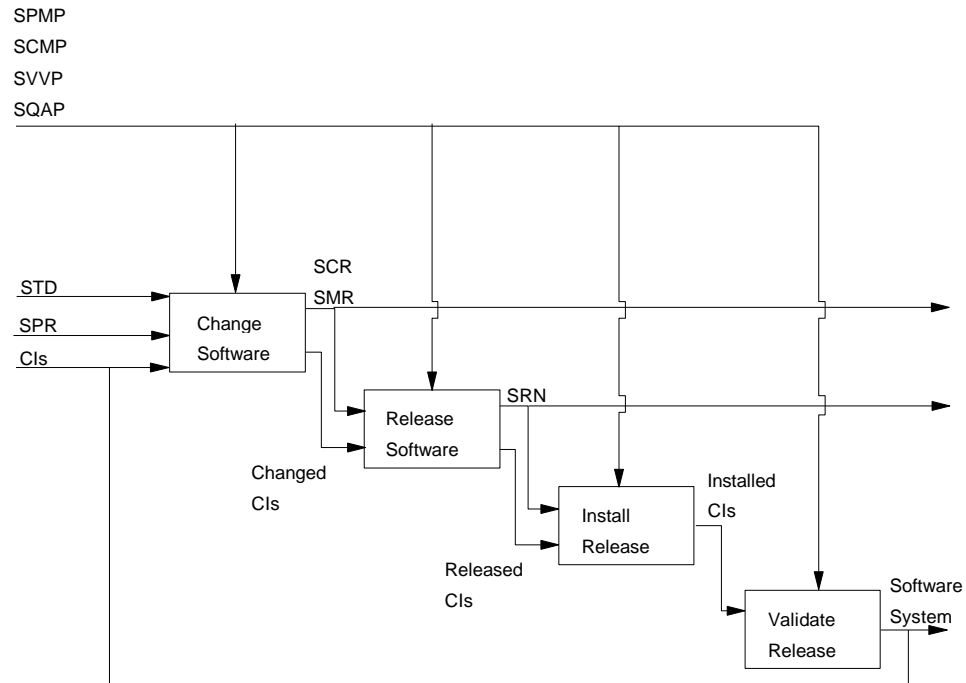 SPMP
SCMP
SVVP
SQAP
STD
SPR
CIs
Change
Software
SCR
SMR
Release
Software
SRN
Changed
CIs
Install
Release
Installed
CIs
Released
CIs
Validate
Release
Software
System